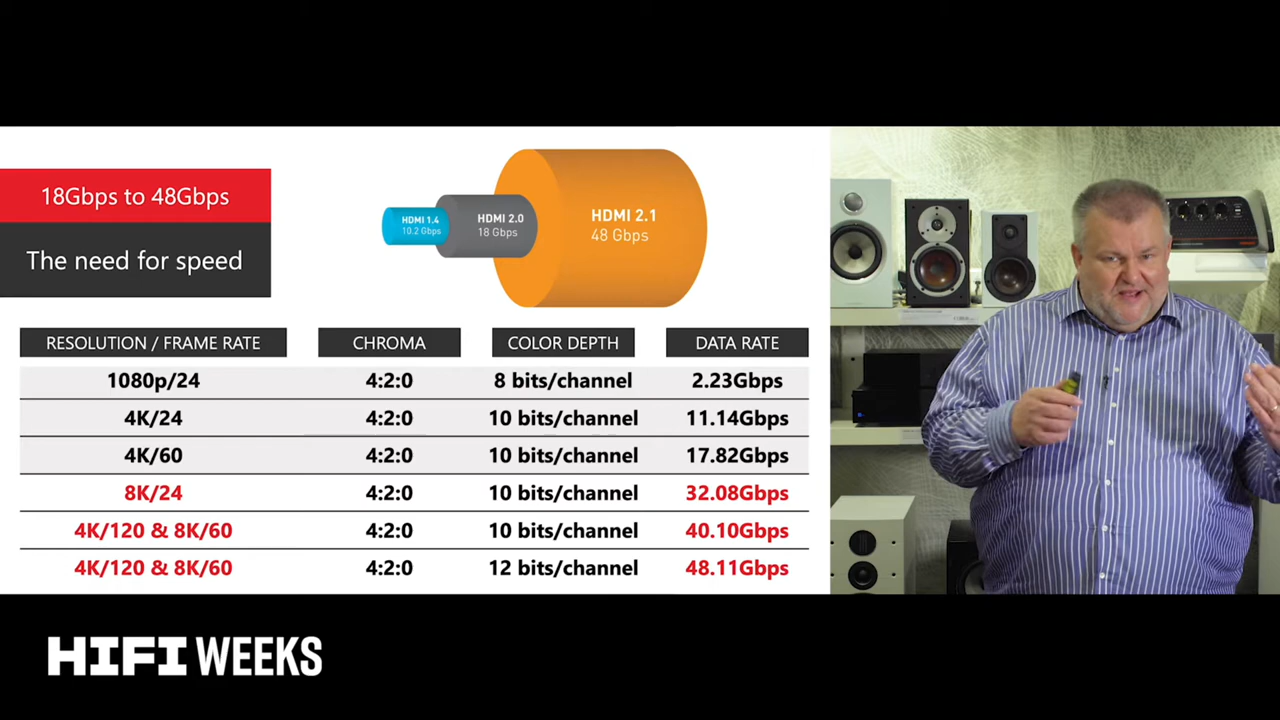 18Gbps to 48Gbps
The need for speed
HDMI 1.4
10.2 Gbps
HDMI 2.0
18 Gbps
HDMI 2.1
48 Gbps
RESOLUTION / FRAME RATE CHROMA COLOR DEPTH DATA RATE
1080p/24 4:2:0 8 bits/channel 2.23Gbps
4K/24 4:2:0 10 bits/channel 11.14Gbps
4K/60 4:2:0 10 bits/channel 17.82Gbps
8K/24 4:2:0 10 bits/channel 32.08Gbps
4K/120 & 8K/60 4:2:0 10 bits/channel 40.10Gbps
4K/120 & 8K/60 4:2:0 12 bits/channel 48.11Gbps
HIFI WEEKS